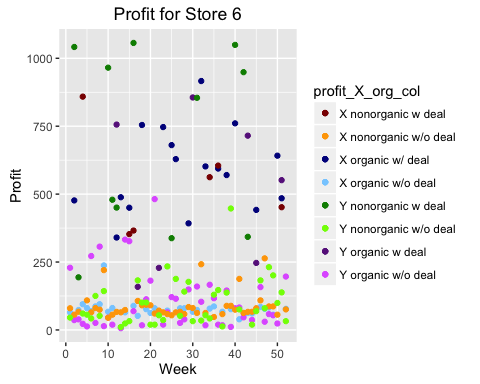 Profit for Store 6
1000
750
500
250
0
Profit
0
10
20
30
40
50
Week
profit_X_org_col
X nonorganic w deal
X nonorganic w/o deal
X organic w/ deal
X organic w/o deal
Y nonorganic w deal
Y nonorganic w/o deal
Y organic w deal
Y organic w/o deal